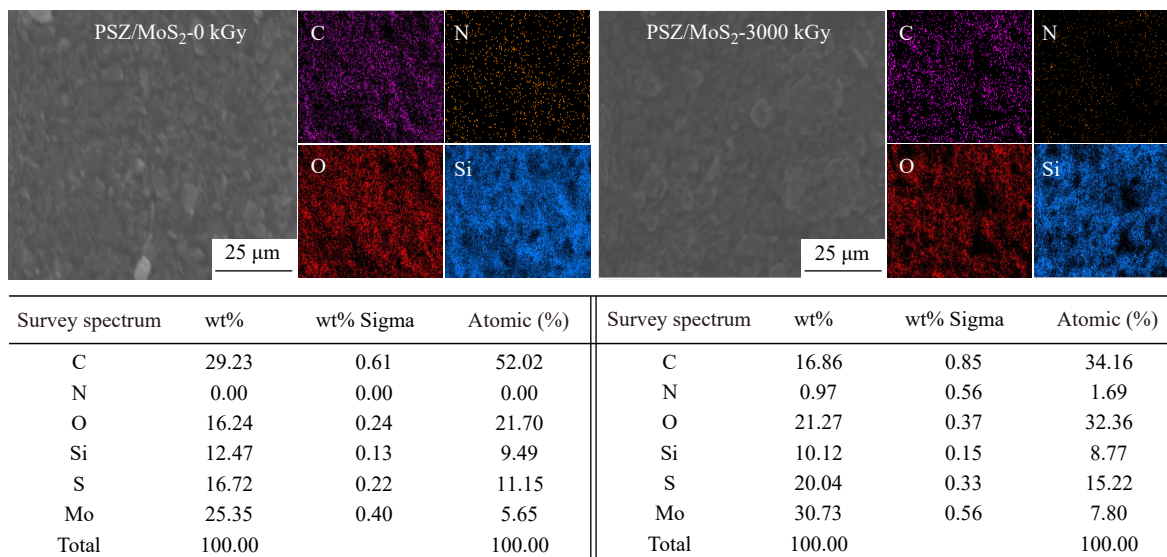 PSZ/MoS₂-0 kGy
C
N
O
Si
25 μm
PSZ/MoS₂-3000 kGy
C
N
O
Si
25 μm
Survey spectrum wt% wt% Sigma Atomic (%)
C 29.23 0.61 52.02
N 0.00 0.00 0.00
O 16.24 0.24 21.70
Si 12.47 0.13 9.49
S 16.72 0.22 11.15
Mo 25.35 0.40 5.65
Total 100.00 100.00
Survey spectrum wt% wt% Sigma Atomic (%)
C 16.86 0.85 34.16
N 0.97 0.56 1.69
O 21.27 0.37 32.36
Si 10.12 0.15 8.77
S 20.04 0.33 15.22
Mo 30.73 0.56 7.80
Total 100.00 100.00